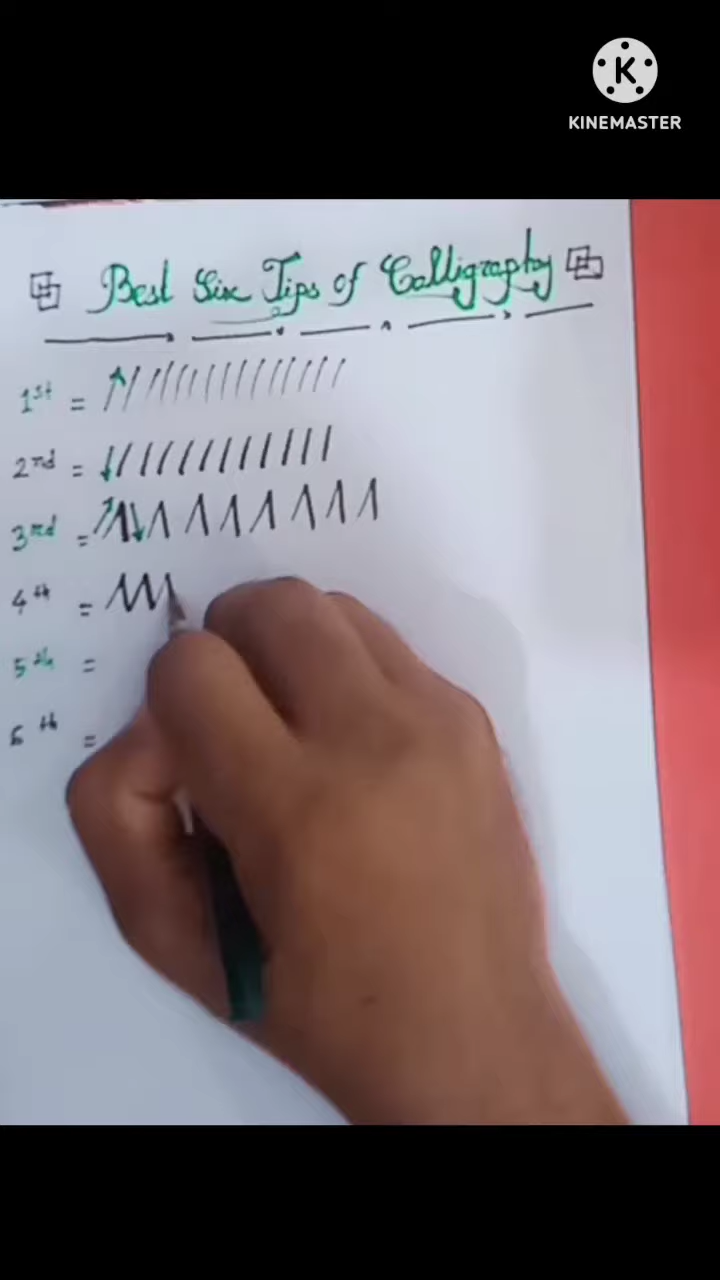 KINEMASTER
Best Six Tips of Calligraphy
1st =
2nd =
3rd =
4th =
5th =
6th =